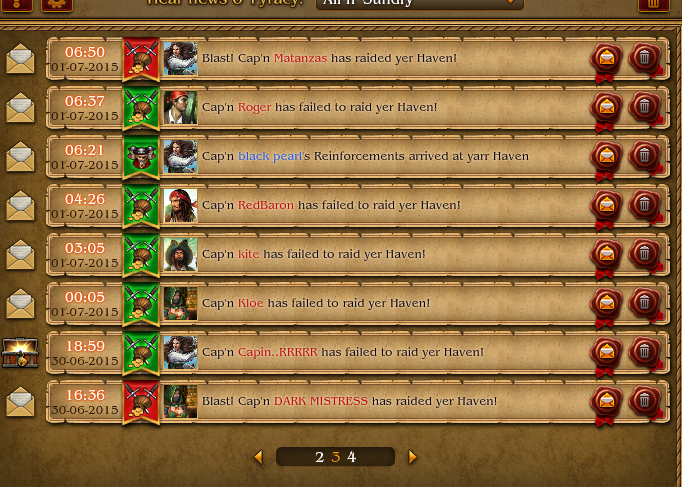 Hear news o' Pyracy: All n' Sundry
06:50
01-07-2015
Blast! Cap'n Matanzas has raided yer Haven!
06:37
01-07-2015
Cap'n Roger has failed to raid yer Haven!
06:21
01-07-2015
Cap'n black pearl's Reinforcements arrived at yarr Haven
04:26
01-07-2015
Cap'n RedBaron has failed to raid yer Haven!
03:05
01-07-2015
Cap'n kite has failed to raid yer Haven!
00:05
01-07-2015
Cap'n Kloe has failed to raid yer Haven!
18:59
30-06-2015
Cap'n Capin..RRRRR has failed to raid yer Haven!
16:36
30-06-2015
Blast! Cap'n DARK MISTRESS has raided yer Haven!
2 3 4